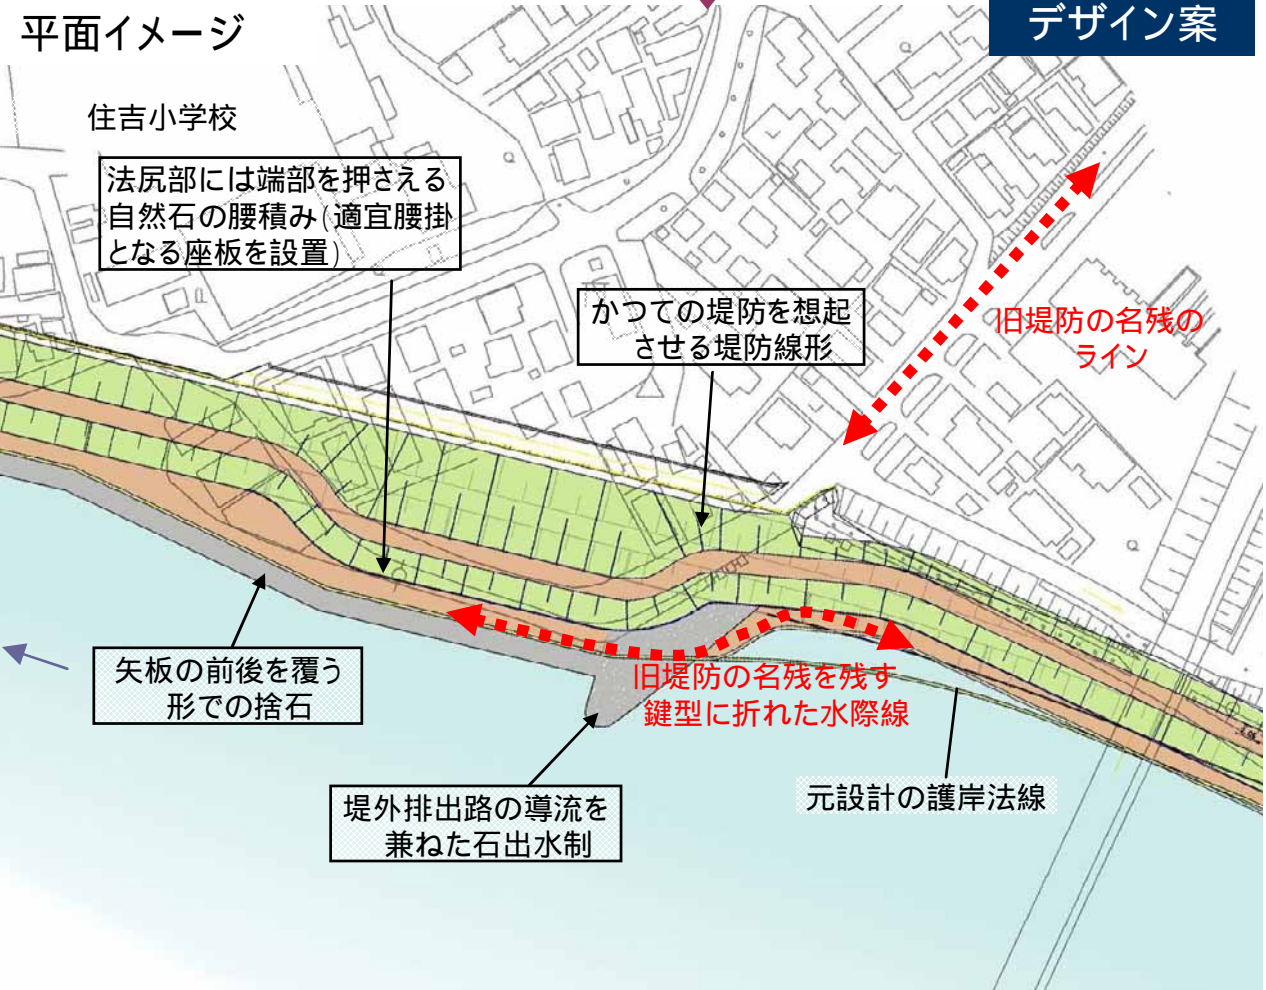 平面イメージ
デザイン案
住吉小学校
法尻部には端部を押さえる
自然石の腰積み(適宜腰掛
となる座板を設置)
かつての堤防を想起
させる堤防線形
旧堤防の名残の
ライン
矢板の前後を覆う
形での捨石
旧堤防の名残を残す
鍵型に折れた水際線
堤外排出路の導流を
兼ねた石出水制
元設計の護岸法線